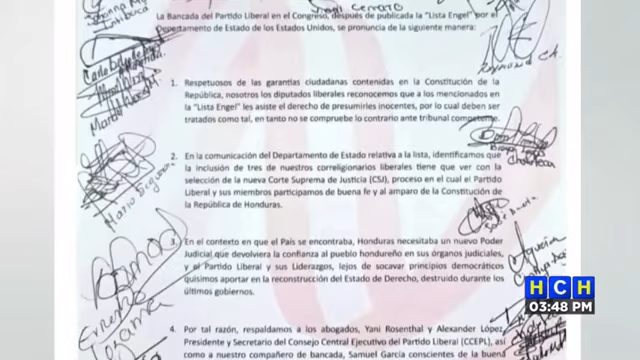 La Bancada del Partido Liberal en el Congreso, después de publicada la "Lista Engel" por el
Departamento de Estado de los Estados Unidos, se pronuncia de la siguiente manera:
1. Respetuosos de las garantías ciudadanas contenidas en la Constitución de la
República, nosotros los diputados liberales reconocemos que a los mencionados en
la "Lista Engel" les asiste el derecho de presumirles inocentes, por lo cual deben ser
tratados como tal, en tanto no se compruebe lo contrario ante tribunal competente.
2. En la comunicación del Departamento de Estado relativa a la lista, identificamos que
la inclusión de tres de nuestros correligionarios liberales tiene que ver con la
selección de la nueva Corte Suprema de Justicia (CSJ), proceso en el cual el Partido
Liberal y sus miembros participamos de buena fe y al amparo de la Constitución de
la República de Honduras.
Mario
3. En el contexto en que el País se encontraba, Honduras necesitaba un nuevo Poder
Judicial que devolviera la confianza al pueblo hondureño en sus órganos judiciales,
y el Partido Liberal y sus Liderazgos, lejos de socavar principios democráticos
quisimos aportar en la reconstrucción del Estado de Derecho, destruido durante los
últimos gobiernos.
Ernesto
Lozama
HCH
03:48 PM
4. Por tal razón, respaldamos a los abogados, Yani Rosenthal y Alexander López,
Presidente y Secretario del Consejo Central Ejecutivo del Partido Liberal (CCEPL), así
como a nuestro compañero de bancada, Samuel García conscientes de la buena